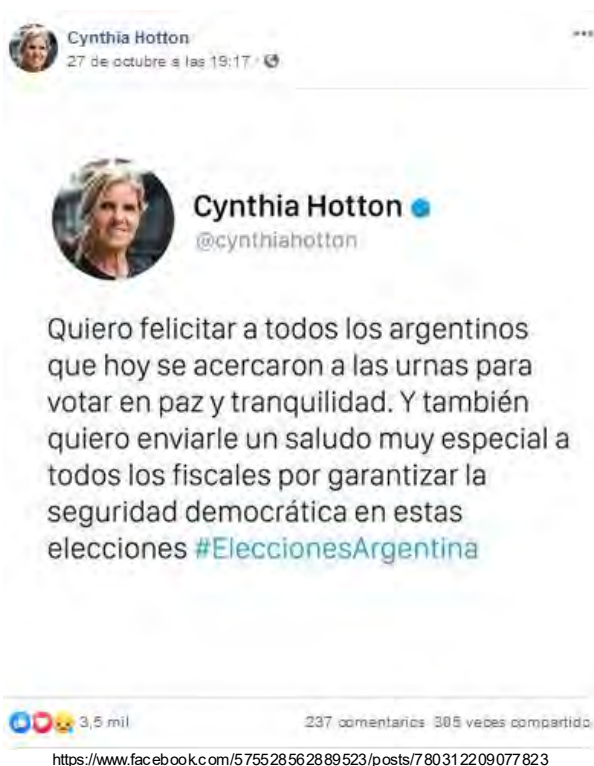 Cynthia Hotton
27 de octubre a las 19:17 ·
Cynthia Hotton
@cynthiahotton
Quiero felicitar a todos los argentinos
que hoy se acercaron a las urnas para
votar en paz y tranquilidad. Y también
quiero enviarle un saludo muy especial a
todos los fiscales por garantizar la
seguridad democrática en estas
elecciones #EleccionesArgentina
3,5 mil 237 comentarios 305 veces compartido
https://www.facebook.com/575528562889523/posts/780312209077823